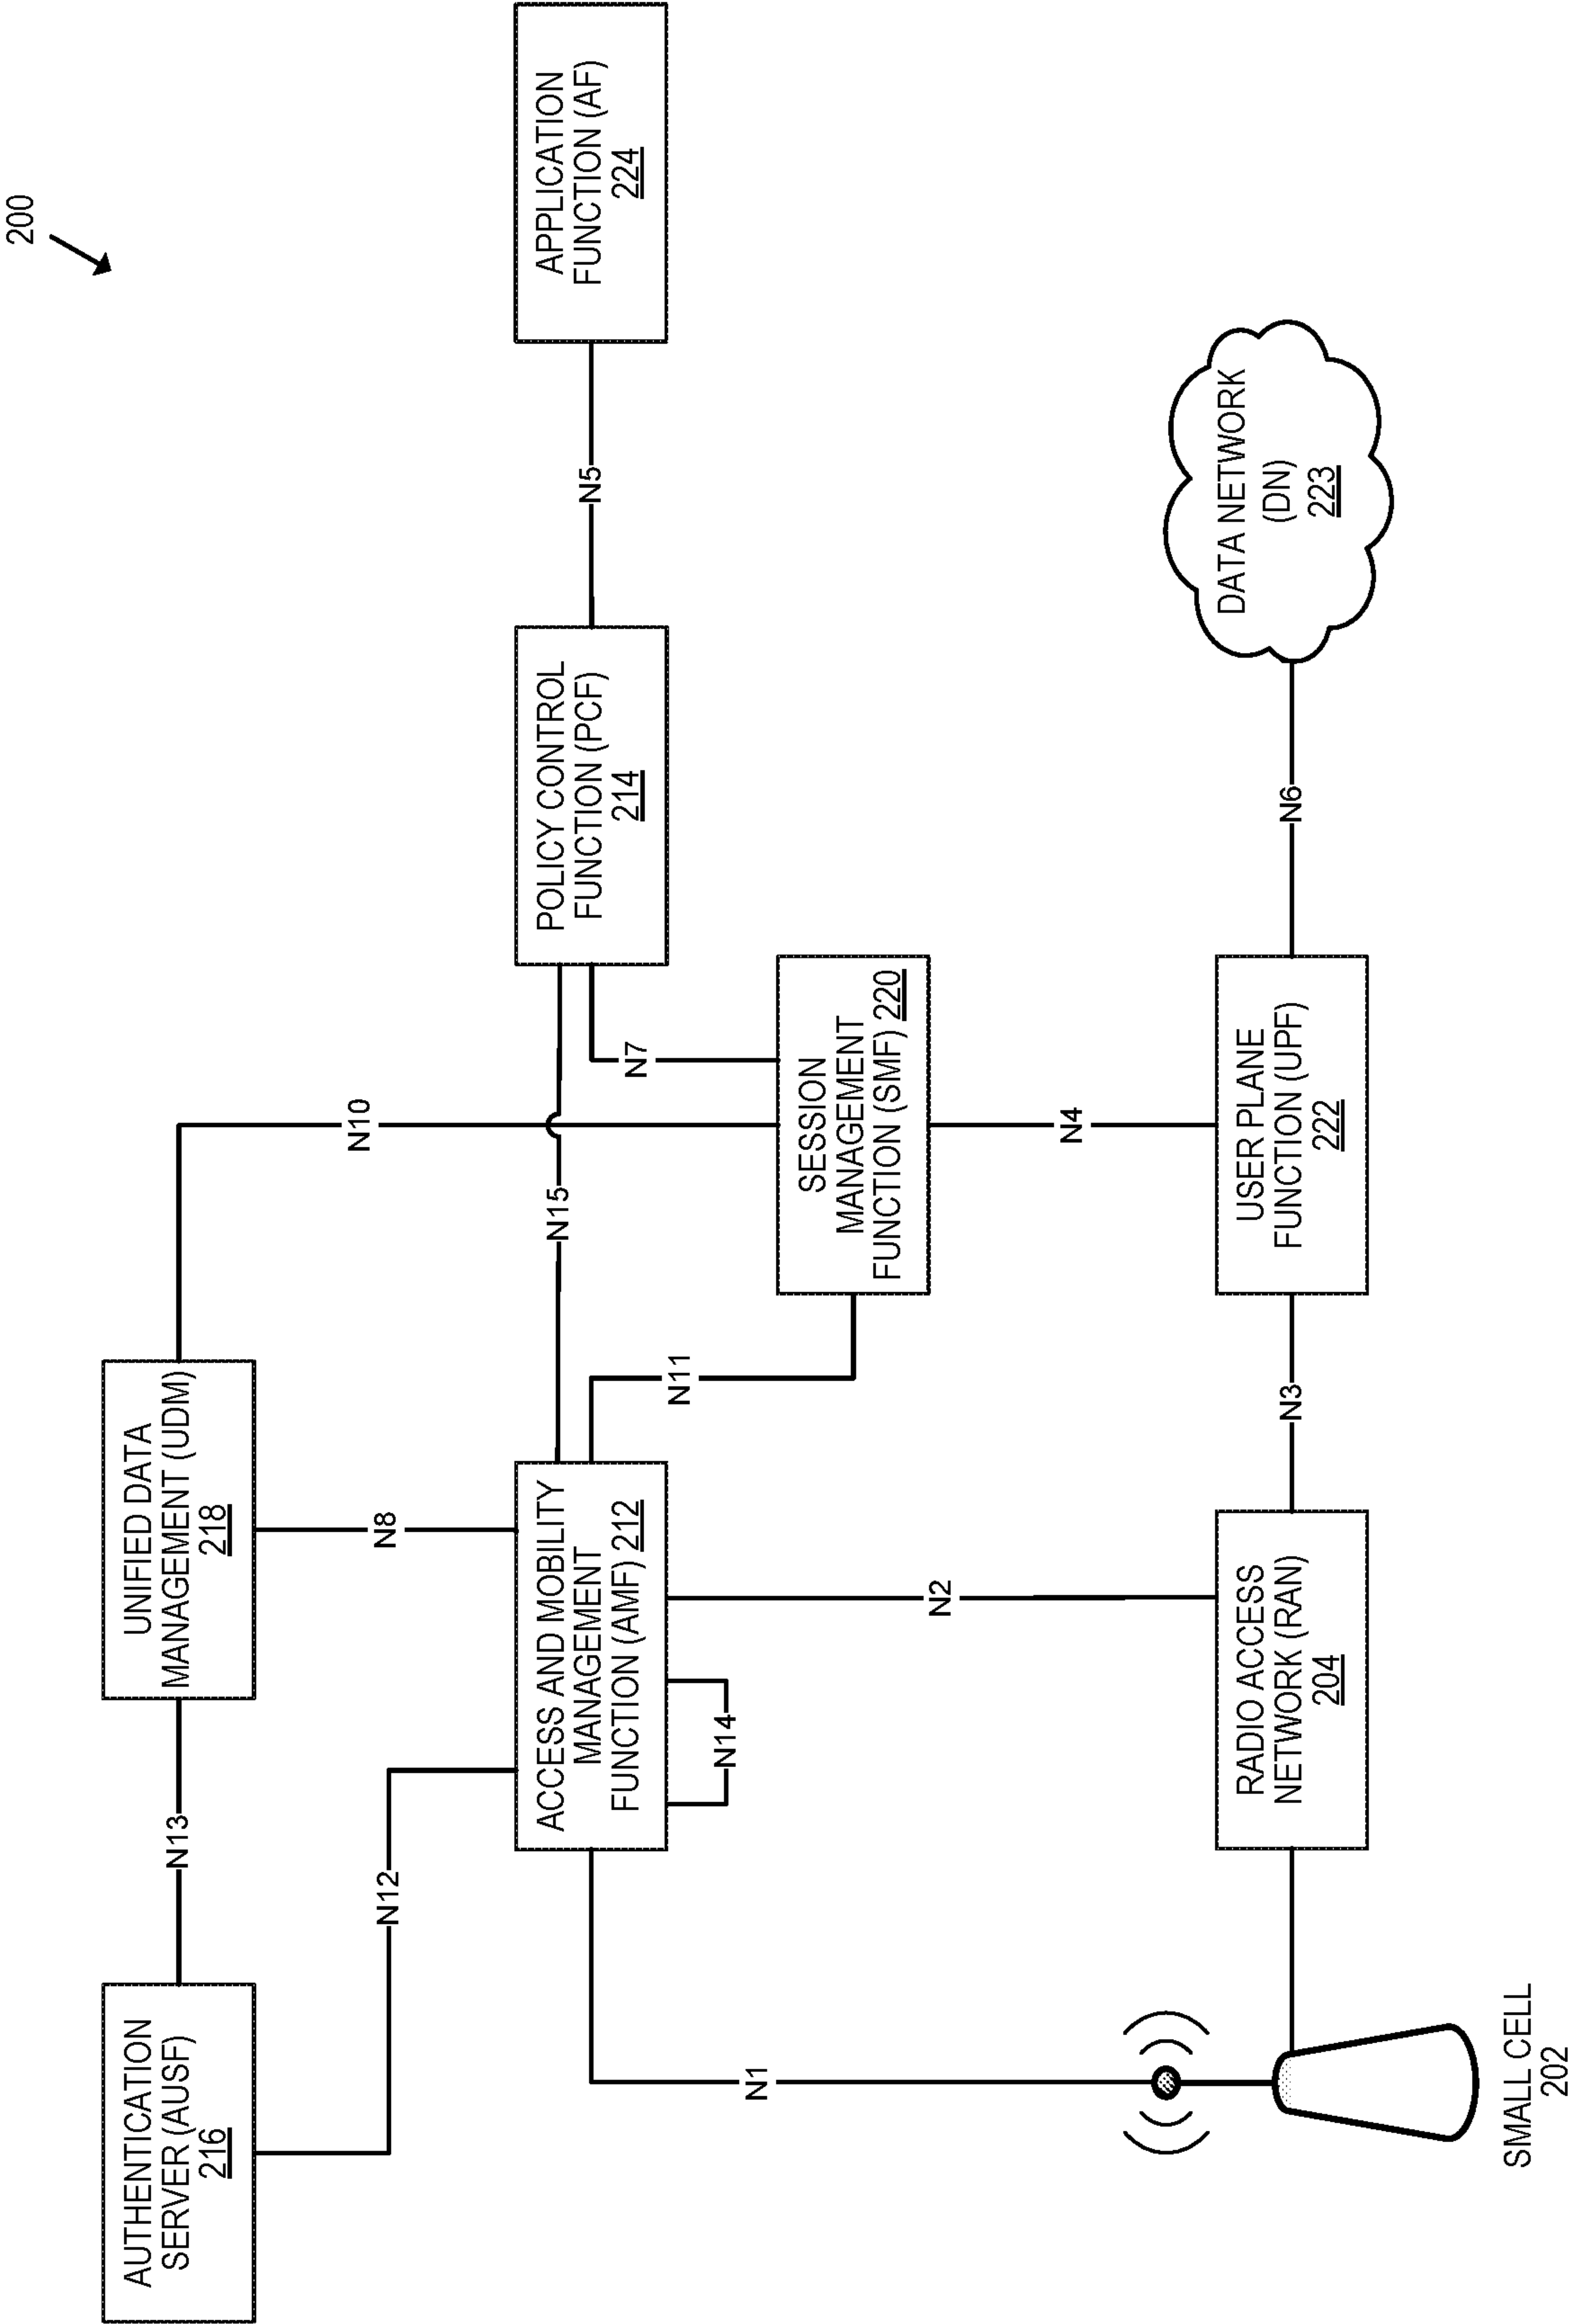 200
AUTHENTICATION
SERVER (AUSF)
216
N13
UNIFIED DATA
MANAGEMENT (UDM)
218
N12
N8
N10
ACCESS AND MOBILITY
MANAGEMENT
FUNCTION (AMF) 212
N15
POLICY CONTROL
FUNCTION (PCF)
214
N5
APPLICATION
FUNCTION (AF)
224
N14
N11
N7
N1
N2
SESSION
MANAGEMENT
FUNCTION (SMF) 220
N4
RADIO ACCESS
NETWORK (RAN)
204
N3
USER PLANE
FUNCTION (UPF)
222
N6
DATA NETWORK
(DN)
223
SMALL CELL
202